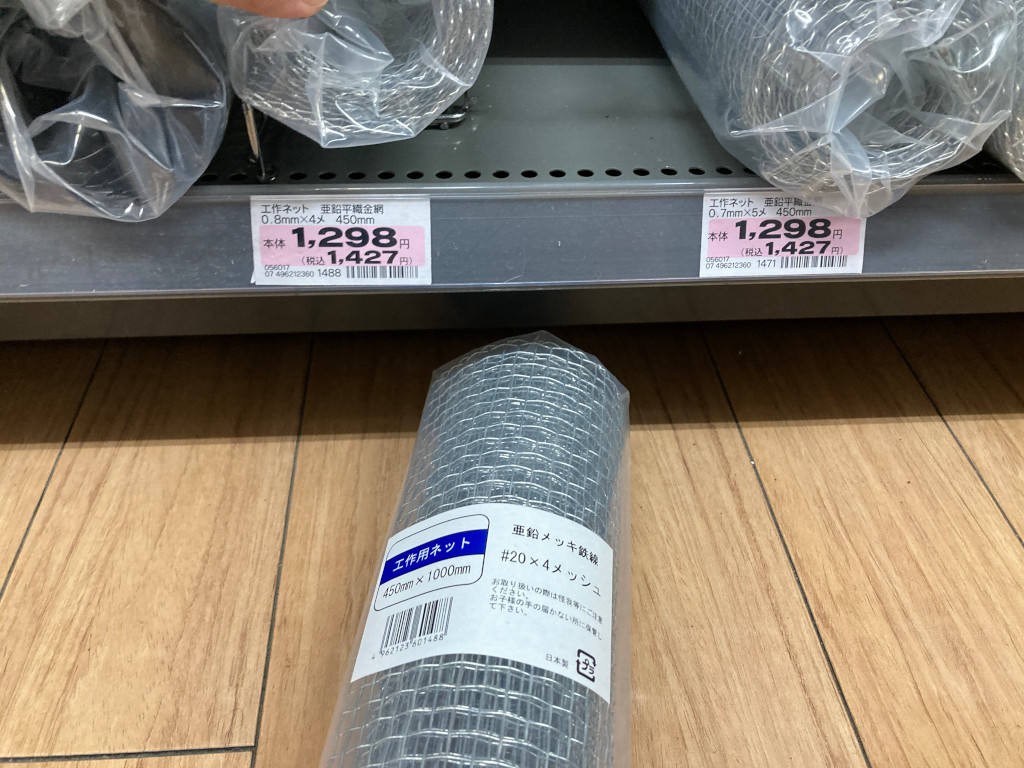 工作ネット 亜鉛平織金網
0.8mm×4メ 450mm
本体 1,298円
(税込 1,427円)
056017
07 496212360 1488
工作ネット 亜鉛平織金網
0.7mm×5メ 450mm
本体 1,298円
(税込 1,427円)
056017
07 496212360 1471
工作用ネット
450mm×1000mm
4 962123 601488
亜鉛メッキ鉄線
#20×4メッシュ
お取り扱いの際は怪我等にご注意
ください。
お子様の手の届かない所に保管し
て下さい。
日本製
プラ